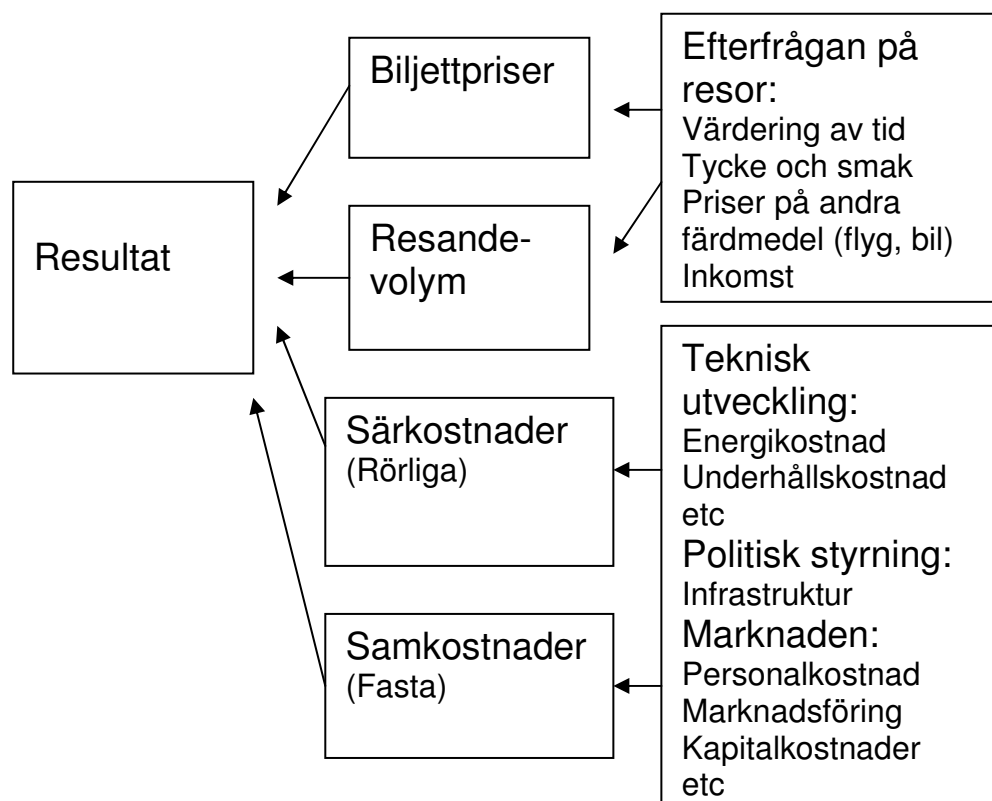 Resultat
Biljettpriser
Resande-
volym
Särkostnader
(Rörliga)
Samkostnader
(Fasta)
Efterfrågan på
resor:
Värdering av tid
Tycke och smak
Priser på andra
färdmedel (flyg, bil)
Inkomst
Teknisk
utveckling:
Energikostnad
Underhållskostnad
etc
Politisk styrning:
Infrastruktur
Marknaden:
Personalkostnad
Marknadsföring
Kapitalkostnader
etc